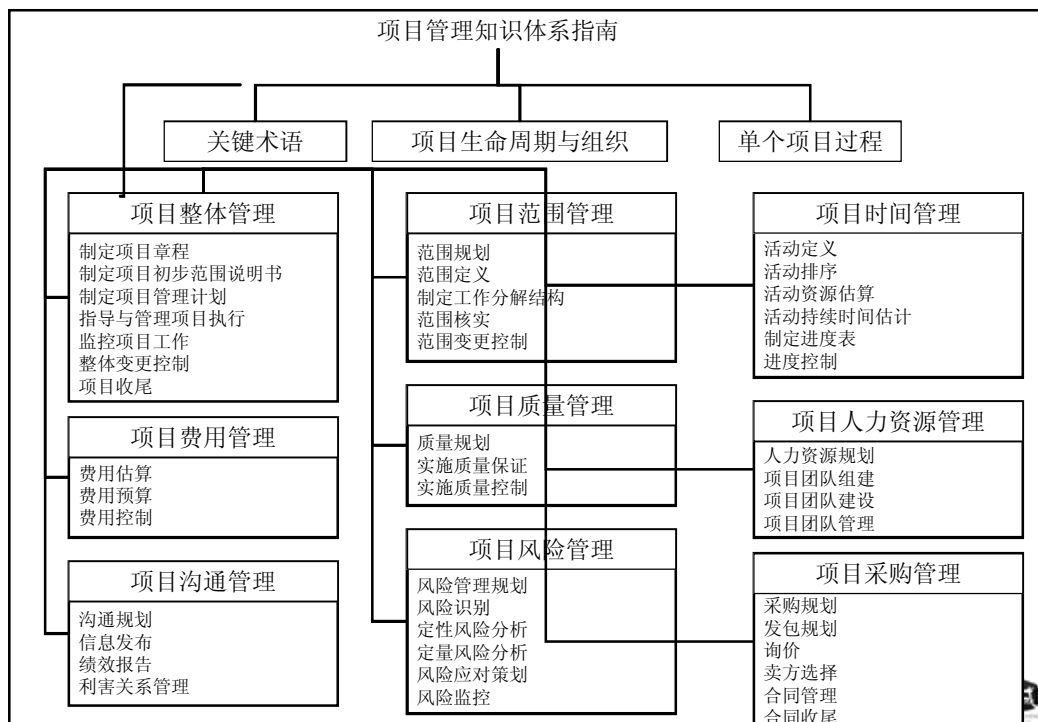 项目管理知识体系指南
关键术语
项目生命周期与组织
单个项目过程
项目整体管理
制定项目章程
制定项目初步范围说明书
制定项目管理计划
指导与管理项目执行
监控项目工作
整体变更控制
项目收尾
项目范围管理
范围规划
范围定义
制定工作分解结构
范围核实
范围变更控制
项目时间管理
活动定义
活动排序
活动资源估算
活动持续时间估计
制定进度表
进度控制
项目费用管理
费用估算
费用预算
费用控制
项目质量管理
质量规划
实施质量保证
实施质量控制
项目人力资源管理
人力资源规划
项目团队组建
项目团队建设
项目团队管理
项目沟通管理
沟通规划
信息发布
绩效报告
利害关系管理
项目风险管理
风险管理规划
风险识别
定性风险分析
定量风险分析
风险应对策划
风险监控
项目采购管理
采购规划
发包规划
询价
卖方选择
合同管理
合同收尾